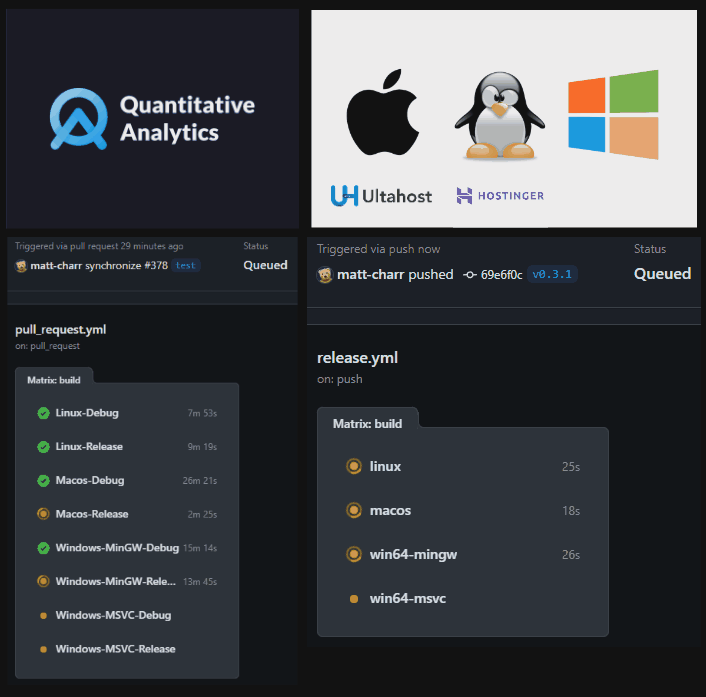 Quantitative
Analytics
Ultahost
HOSTINGER
Triggered via pull request 29 minutes ago
Status
matt-charr synchronize #378 test
Queued
pull_request.yml
on: pull_request
Matrix: build
Linux-Debug 7m 53s
Linux-Release 9m 19s
Macos-Debug 26m 21s
Macos-Release 2m 25s
Windows-MinGW-Debug 15m 14s
Windows-MinGW-Rele... 13m 45s
Windows-MSVC-Debug
Windows-MSVC-Release
Triggered via push now
Status
matt-charr pushed 69e6f0c v0.3.1
Queued
release.yml
on: push
Matrix: build
linux 25s
macos 18s
win64-mingw 26s
win64-msvc